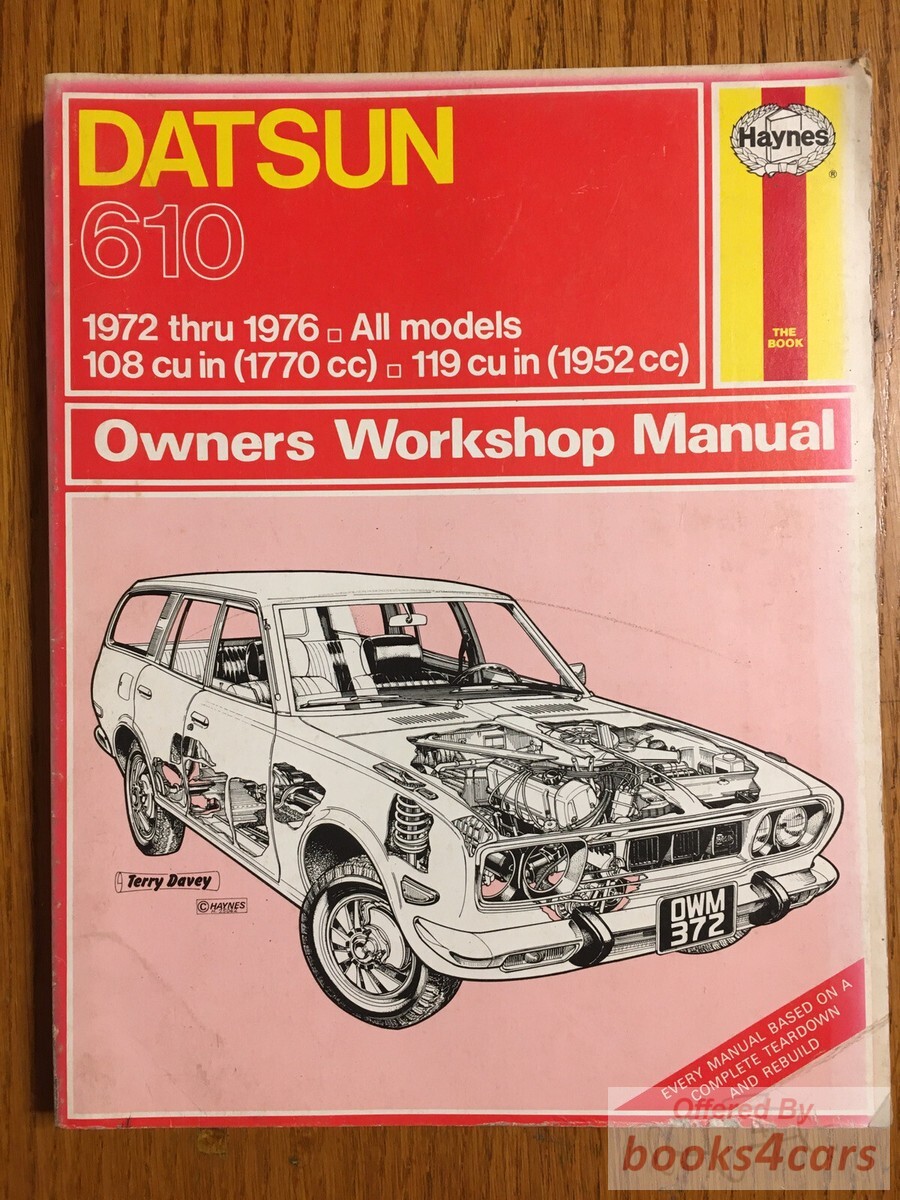 DATSUN
610
1972 thru 1976 □ All models
108 cu in (1770 cc) □ 119 cu in (1952 cc)
Haynes
®
THE
BOOK
Owners Workshop Manual
Terry Davey
© HAYNES
OWM
372
EVERY MANUAL BASED ON A
COMPLETE TEARDOWN
AND REBUILD
Offered By
books4cars